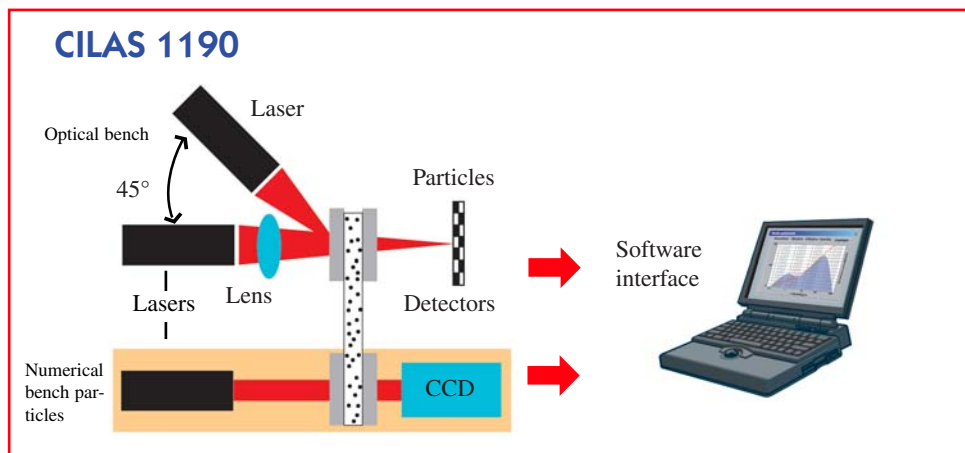 CILAS 1190
Laser
Optical bench
45°
Particles
Lens
Lasers
Detectors
Software
interface
Numerical
bench par-
ticles
CCD